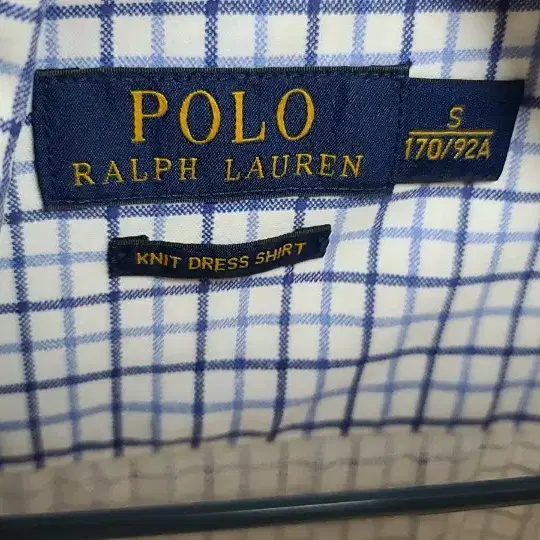 POLO
RALPH LAUREN
S
170/92A
KNIT DRESS SHIRT